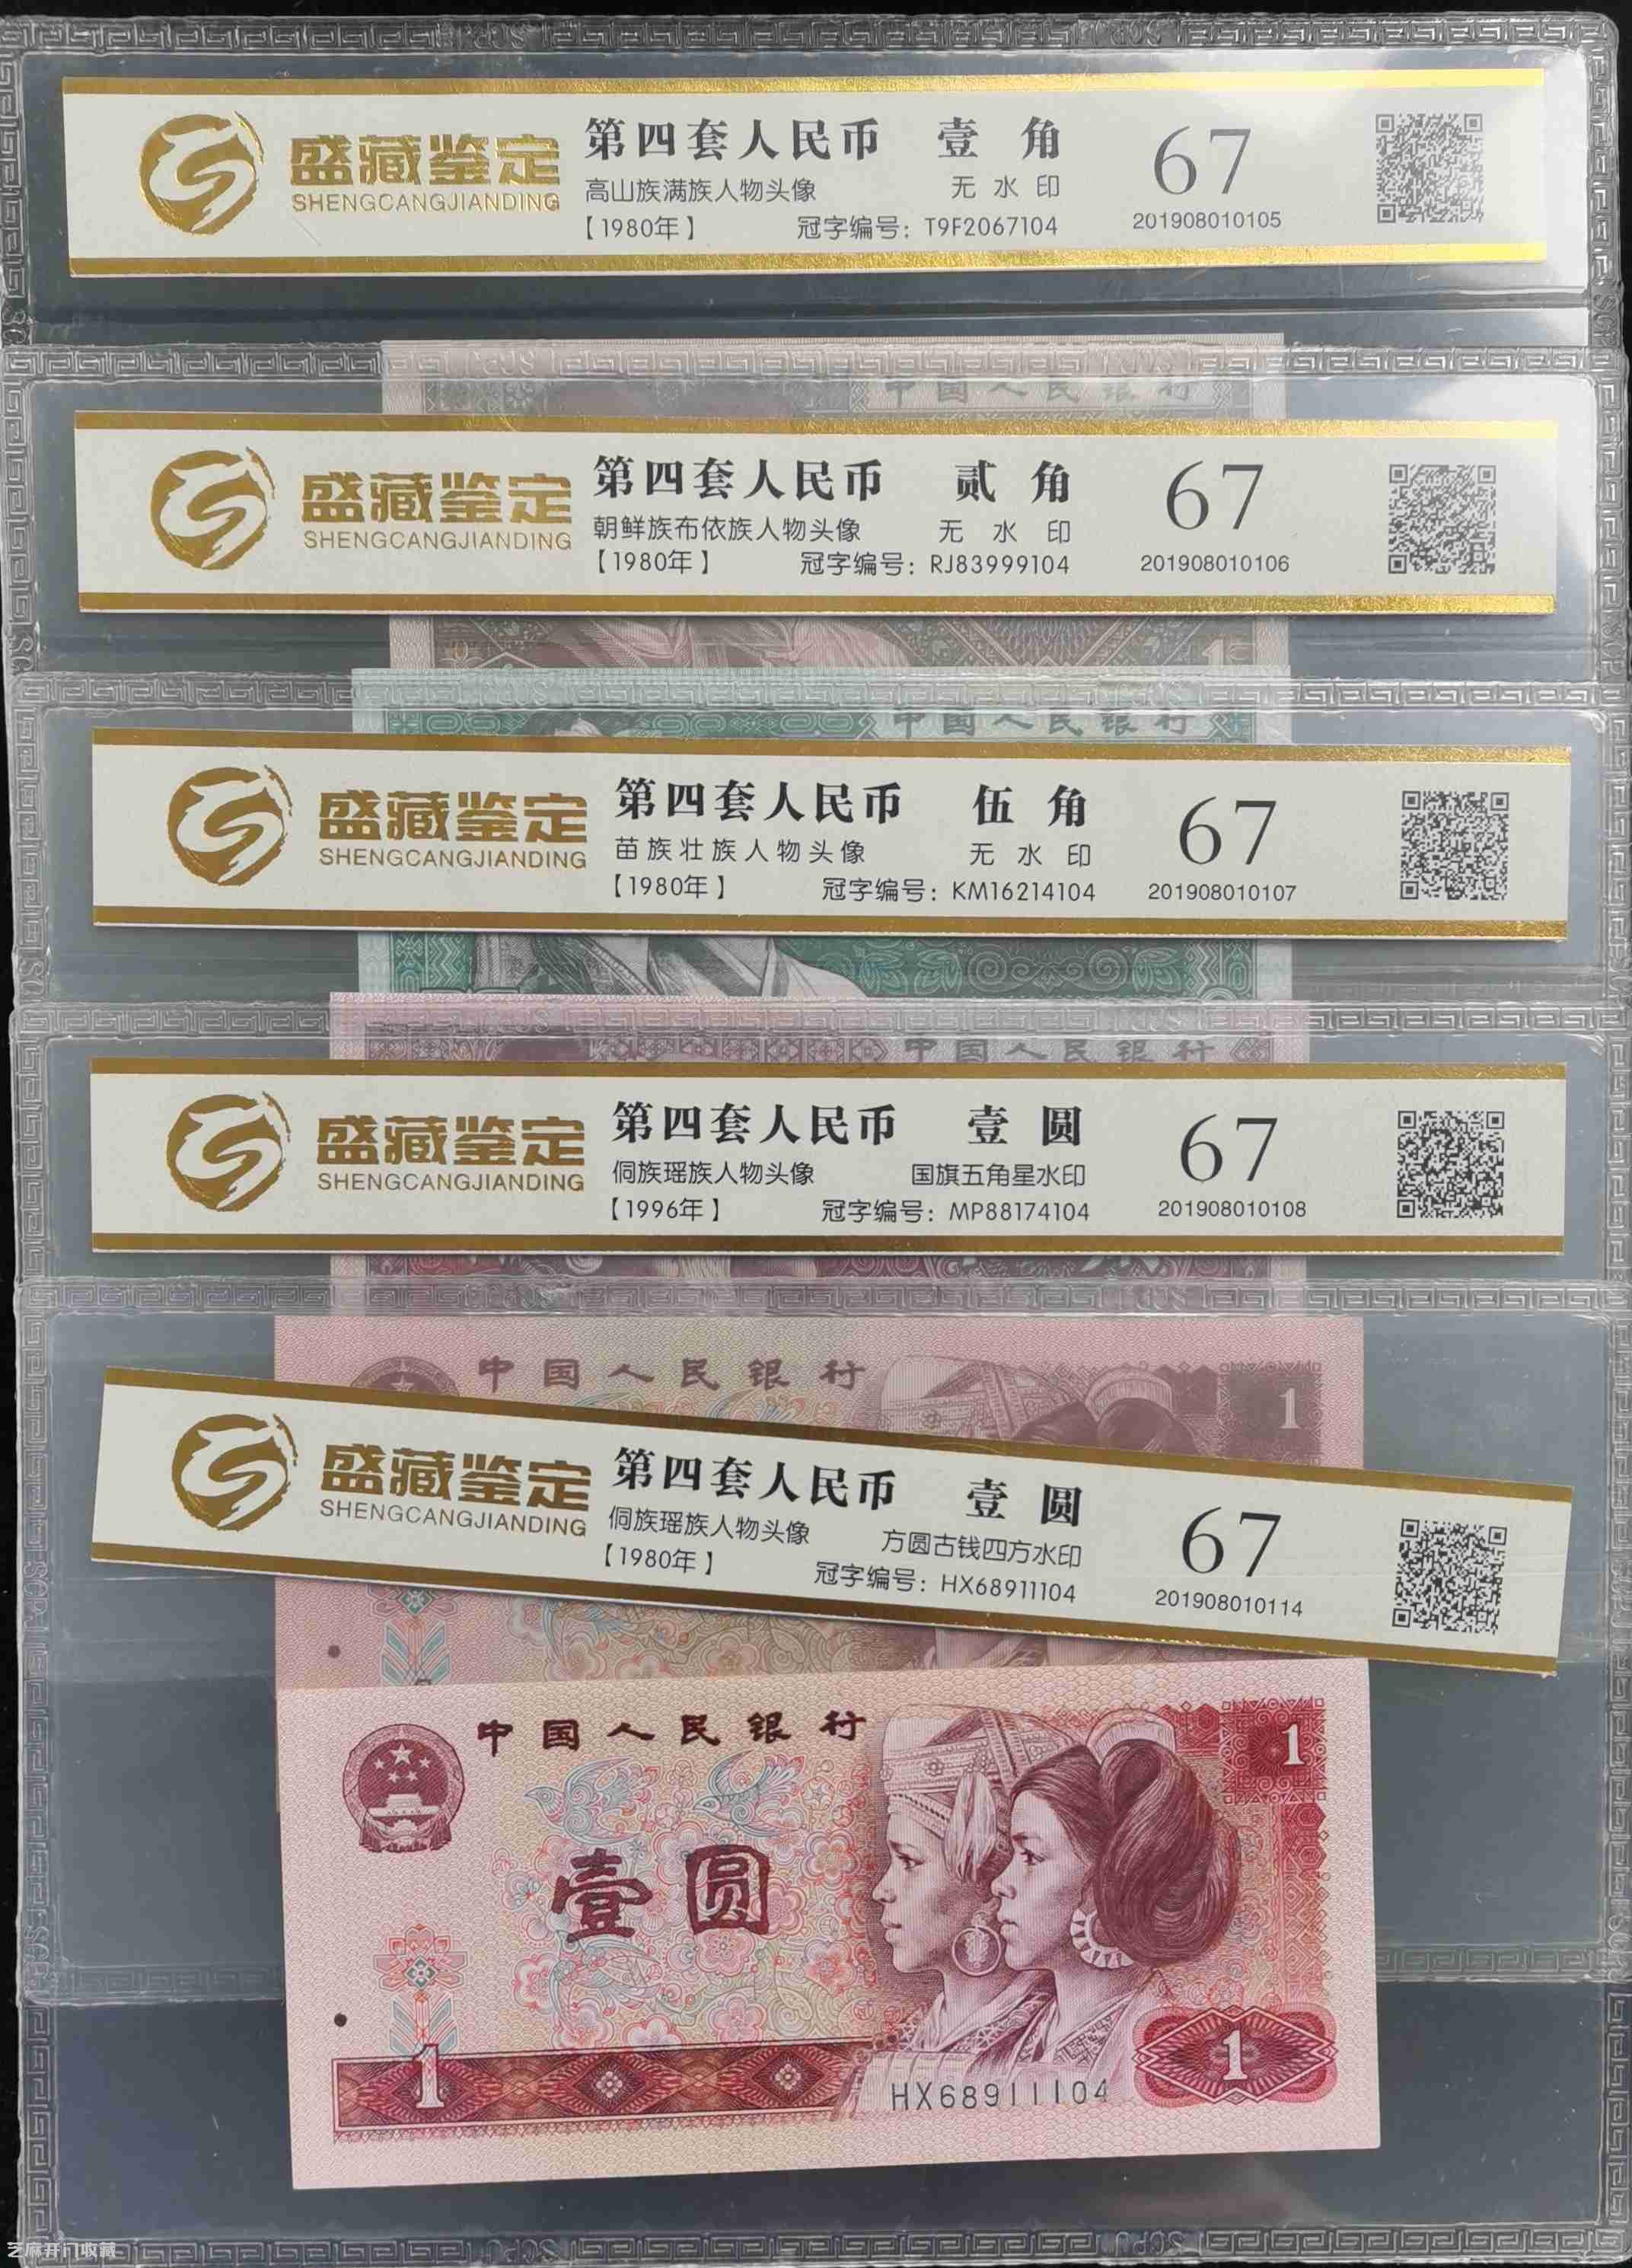 盛藏鉴定
SHENGCANGJIANDING
第四套人民币 壹角
高山族满族人物头像 无水印
【1980年】 冠字编号：T9F2067104
67
201908010105
中国人民银行
盛藏鉴定
SHENGCANGJIANDING
第四套人民币 贰角
朝鲜族布依族人物头像 无水印
【1980年】 冠字编号：RJ83999104
67
201908010106
1
中国人民银行
盛藏鉴定
SHENGCANGJIANDING
第四套人民币 伍角
苗族壮族人物头像 无水印
【1980年】 冠字编号：KM16214104
67
201908010107
中国人民银行
盛藏鉴定
SHENGCANGJIANDING
第四套人民币 壹圆
侗族瑶族人物头像 国旗五角星水印
【1996年】 冠字编号：MP88174104
67
201908010108
中国人民银行
1
盛藏鉴定
SHENGCANGJIANDING
第四套人民币 壹圆
侗族瑶族人物头像 方圆古钱四方水印
【1980年】 冠字编号：HX68911104
67
201908010114
中国人民银行
1
壹圆
1
1
HX68911104
芝麻开门收藏